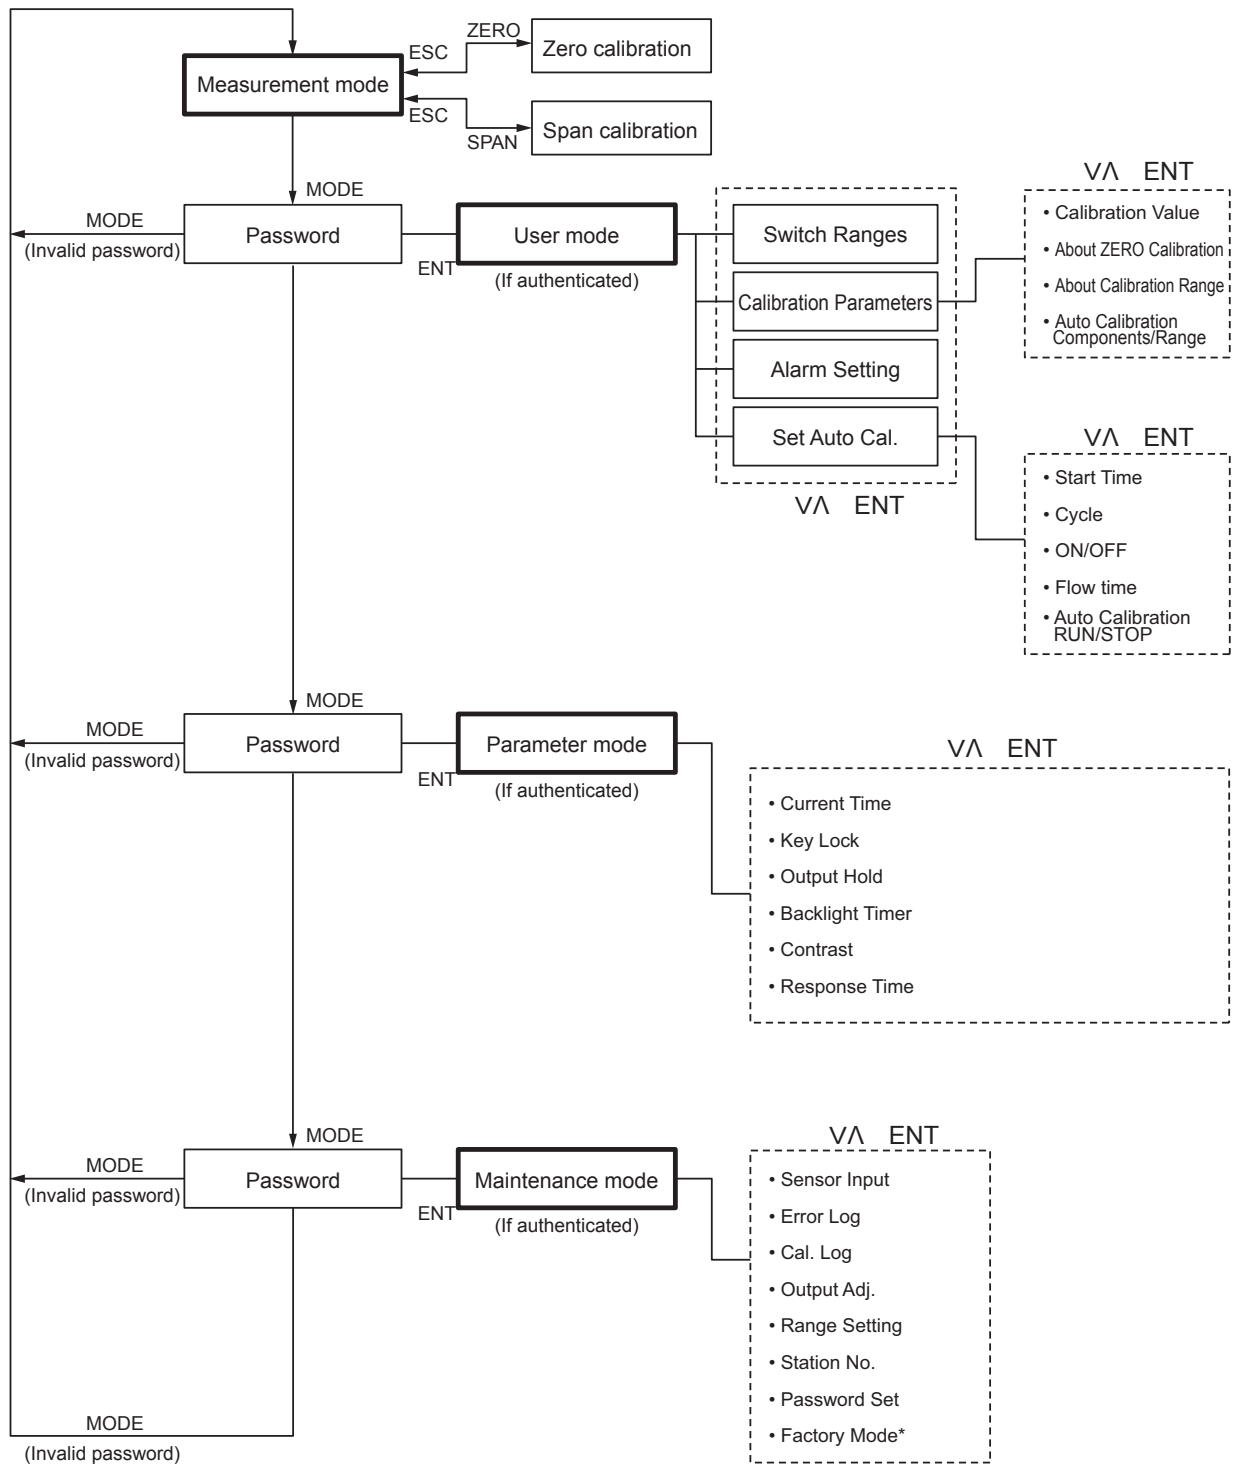 ZERO
ESC
Zero calibration
Measurement mode
ESC
SPAN
Span calibration
MODE
MODE
(Invalid password)
Password
ENT
User mode
(If authenticated)
Switch Ranges
Calibration Parameters
Alarm Setting
Set Auto Cal.
V Λ ENT
V Λ ENT
• Calibration Value
• About ZERO Calibration
• About Calibration Range
• Auto Calibration
Components/Range
V Λ ENT
• Start Time
• Cycle
• ON/OFF
• Flow time
• Auto Calibration
RUN/STOP
MODE
MODE
(Invalid password)
Password
ENT
Parameter mode
(If authenticated)
V Λ ENT
• Current Time
• Key Lock
• Output Hold
• Backlight Timer
• Contrast
• Response Time
MODE
MODE
(Invalid password)
Password
ENT
Maintenance mode
(If authenticated)
V Λ ENT
• Sensor Input
• Error Log
• Cal. Log
• Output Adj.
• Range Setting
• Station No.
• Password Set
• Factory Mode*
MODE
(Invalid password)